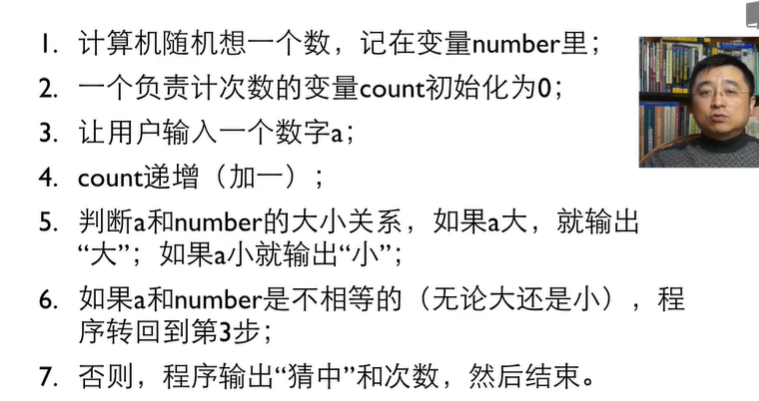 1. 计算机随机想一个数，记在变量number里；
2. 一个负责计次数的变量count初始化为0；
3. 让用户输入一个数字a；
4. count递增（加一）；
5. 判断a和number的大小关系，如果a大，就输出
“大”；如果a小就输出“小”；
6. 如果a和number是不相等的（无论大还是小），程
序转回到第3步；
7. 否则，程序输出“猜中”和次数，然后结束。